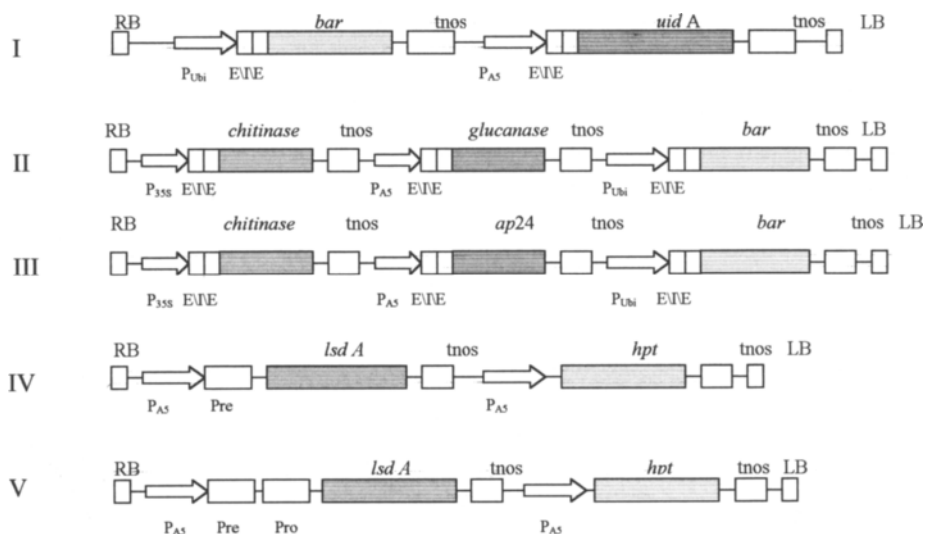 RB bar tnos uid A tnos LB
I
PUbi E\I\E PA5 E\I\E
RB chitinase tnos glucanase tnos bar tnos LB
II
P35S E\I\E PA5 E\I\E PUbi E\I\E
RB chitinase tnos ap24 tnos bar tnos LB
III
P35S E\I\E PA5 E\I\E PUbi E\I\E
RB lsd A tnos hpt tnos LB
IV
PA5 Pre PA5
RB lsd A tnos hpt tnos LB
V
PA5 Pre Pro PA5